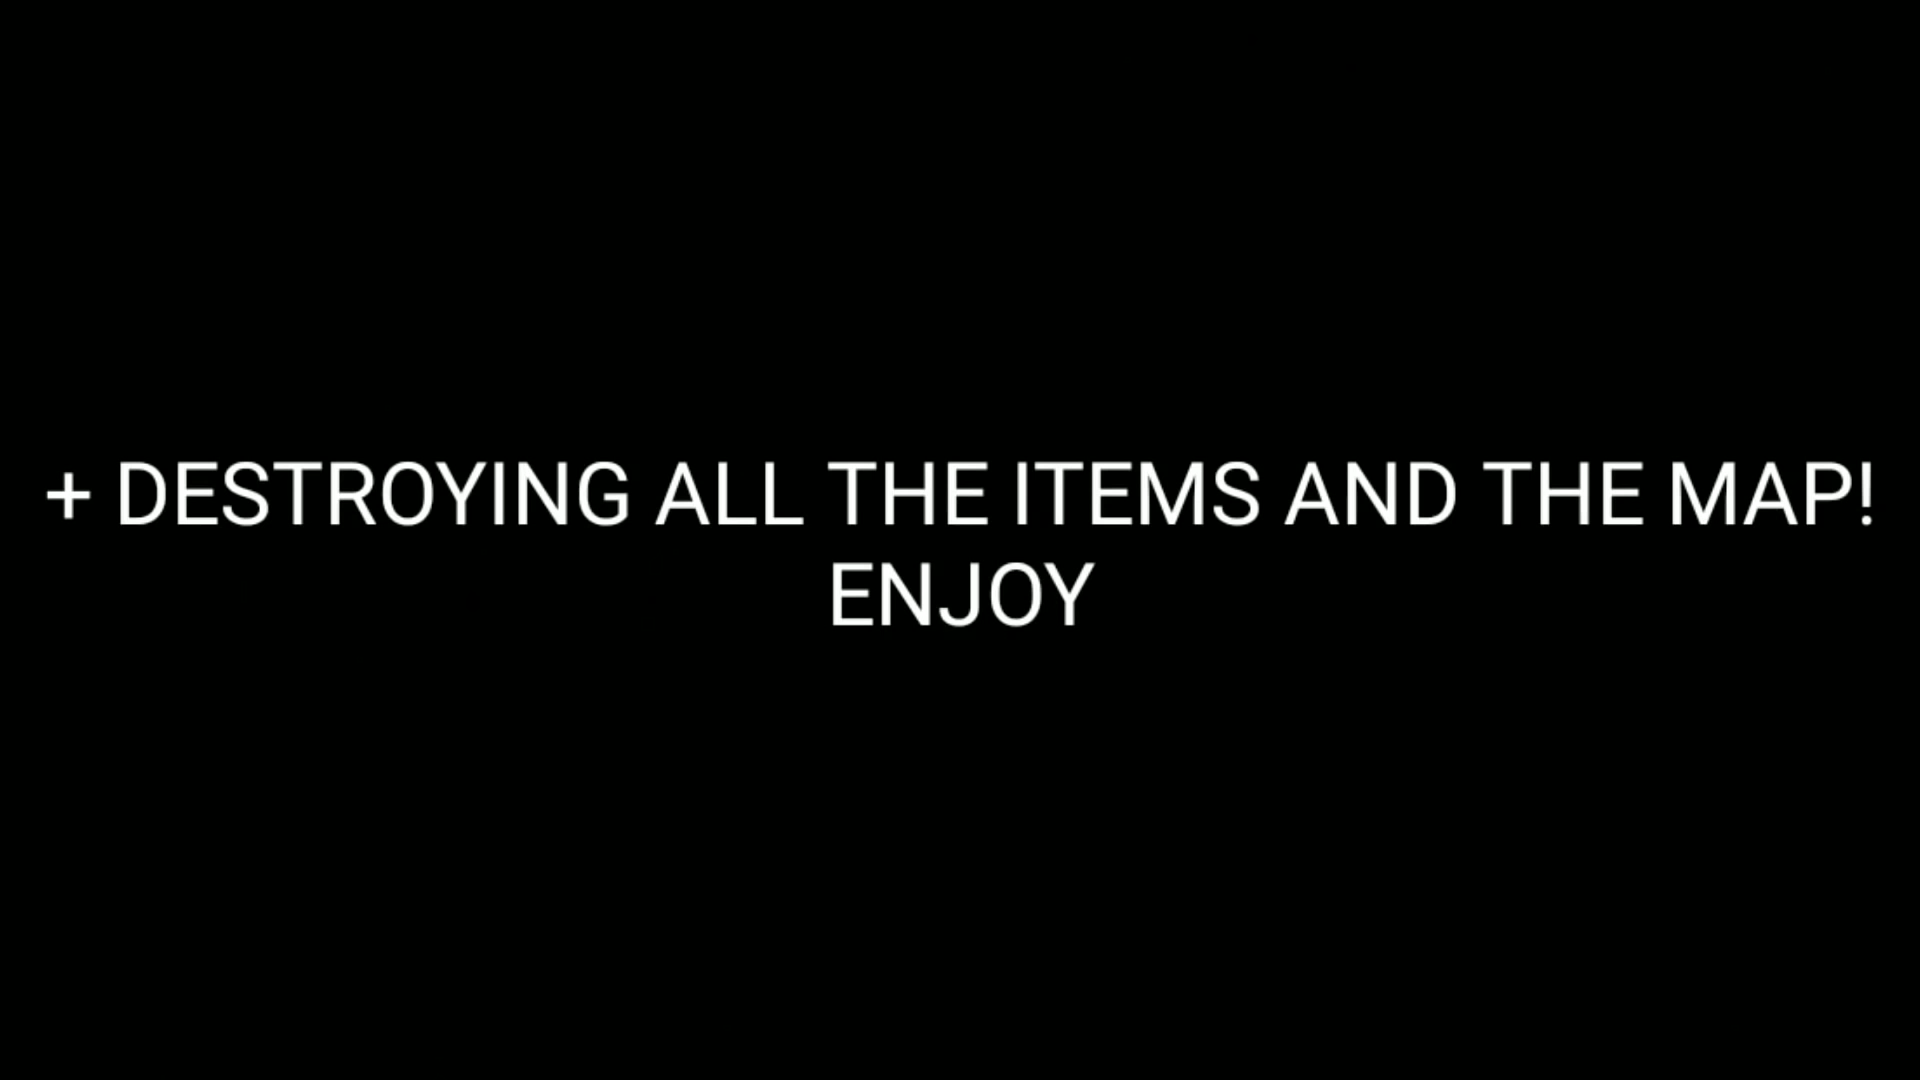 + DESTROYING ALL THE ITEMS AND THE MAP!
ENJOY